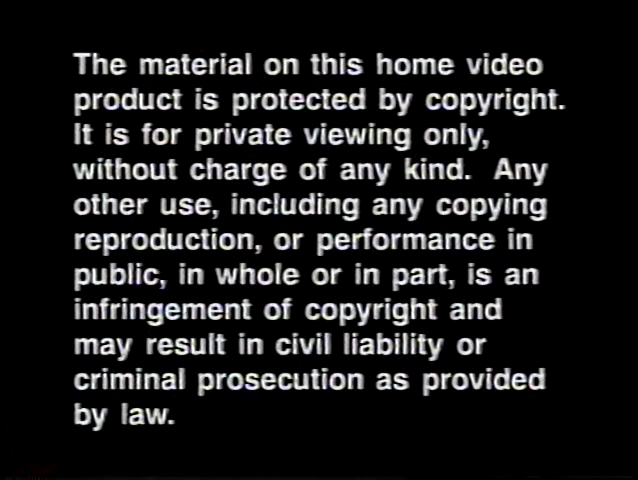 The material on this home video
product is protected by copyright.
It is for private viewing only,
without charge of any kind.  Any
other use, including any copying
reproduction, or performance in
public, in whole or in part, is an
infringement of copyright and
may result in civil liability or
criminal prosecution as provided
by law.